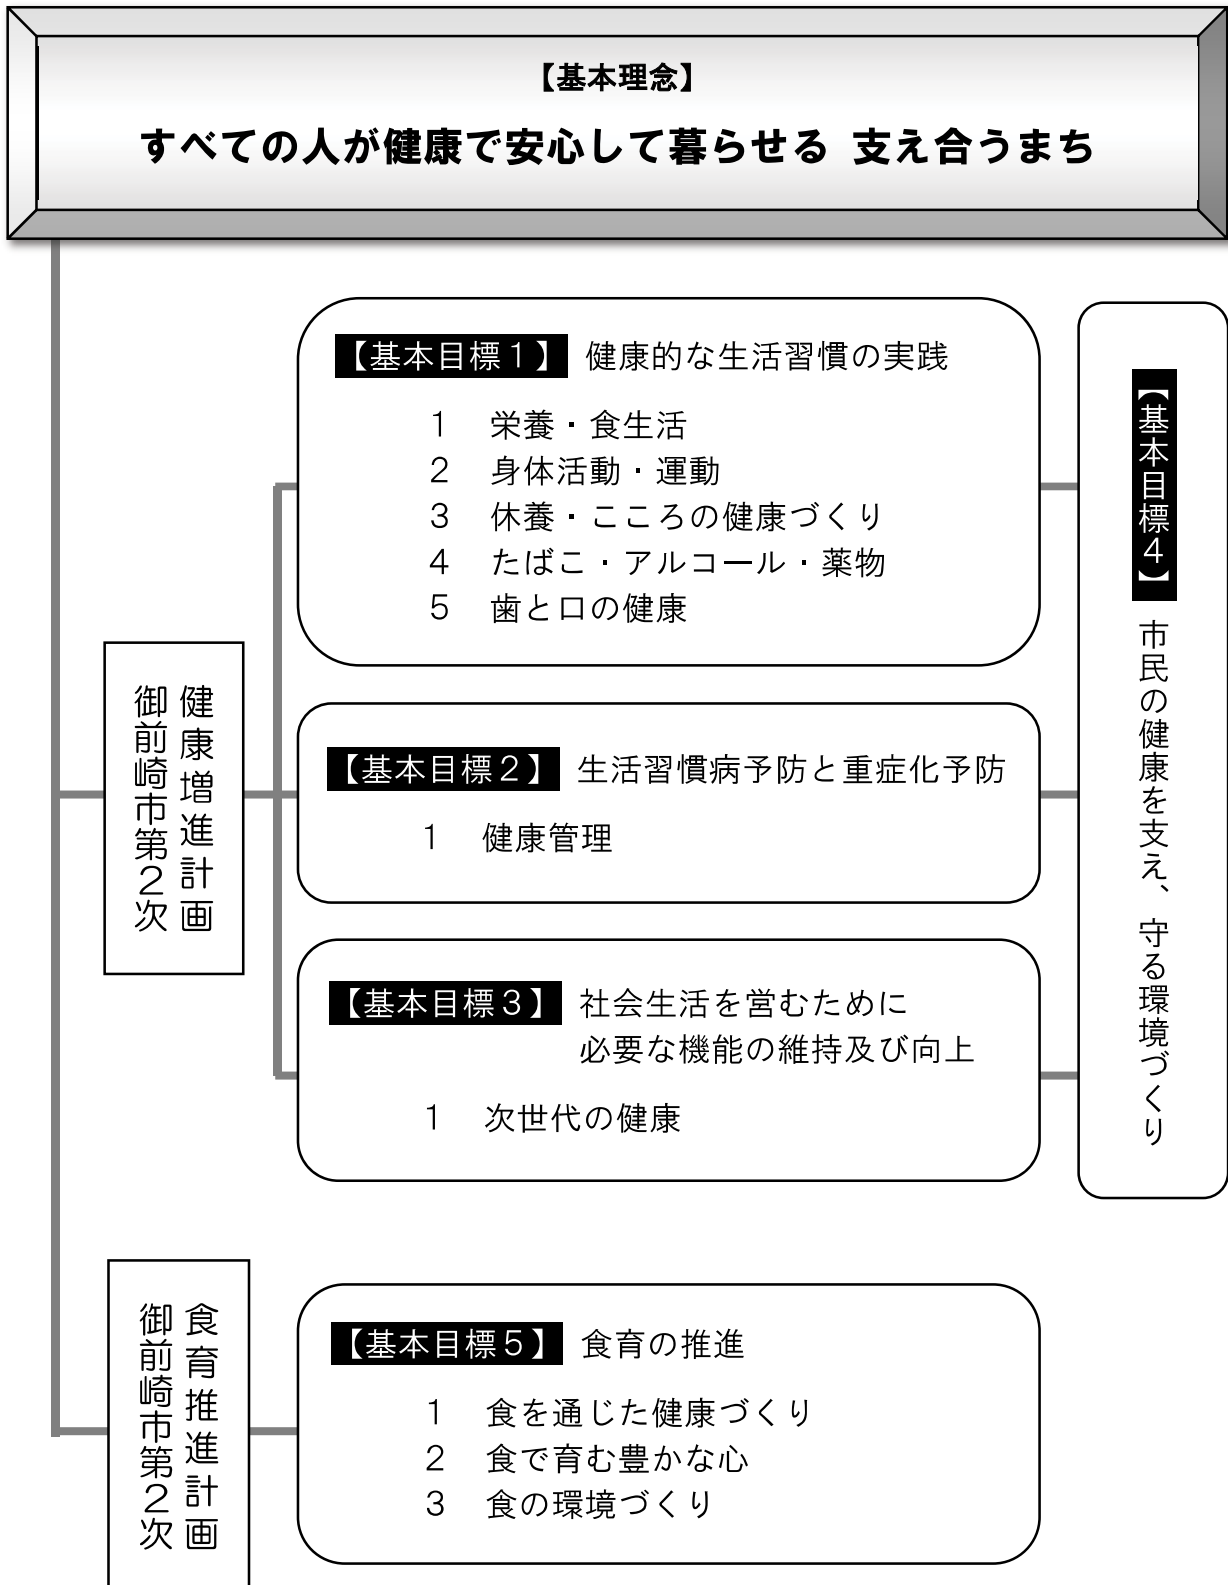 【基本理念】
すべての人が健康で安心して暮らせる 支え合うまち
【基本目標１】 健康的な生活習慣の実践
１ 栄養・食生活
２ 身体活動・運動
３ 休養・こころの健康づくり
４ たばこ・アルコール・薬物
５ 歯と口の健康
【基本目標４】 市民の健康を支え、守る環境づくり
健康増進計画
御前崎市第２次
【基本目標２】 生活習慣病予防と重症化予防
１ 健康管理
【基本目標３】 社会生活を営むために
必要な機能の維持及び向上
１ 次世代の健康
食育推進計画
御前崎市第２次
【基本目標５】 食育の推進
１ 食を通じた健康づくり
２ 食で育む豊かな心
３ 食の環境づくり